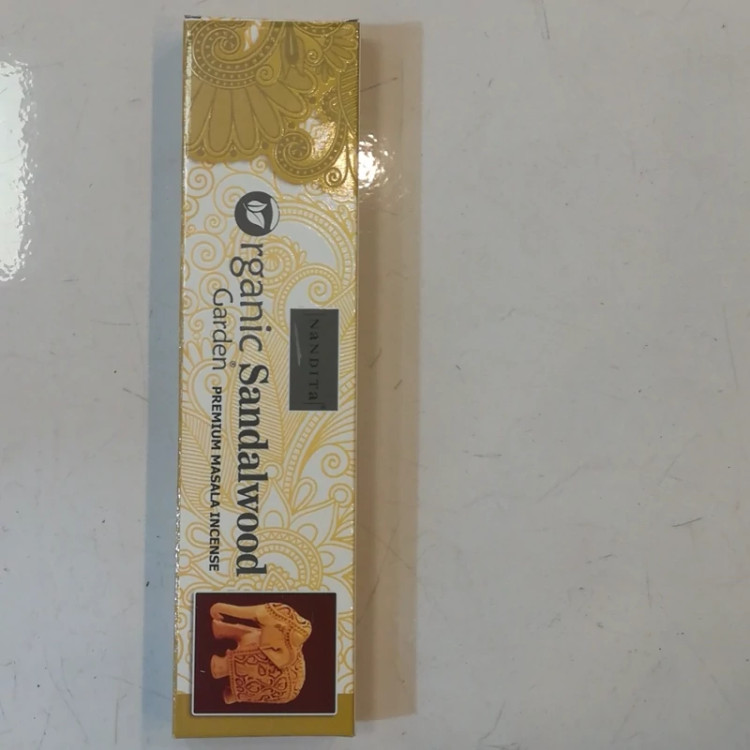 NaNDITa
Organic Sandalwood
Garden® PREMIUM MASALA INCENSE